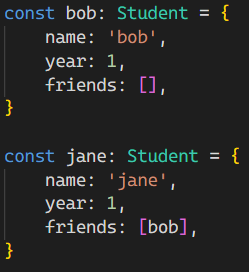 const bob: Student = {
    name: 'bob',
    year: 1,
    friends: [],
}

const jane: Student = {
    name: 'jane',
    year: 1,
    friends: [bob],
}